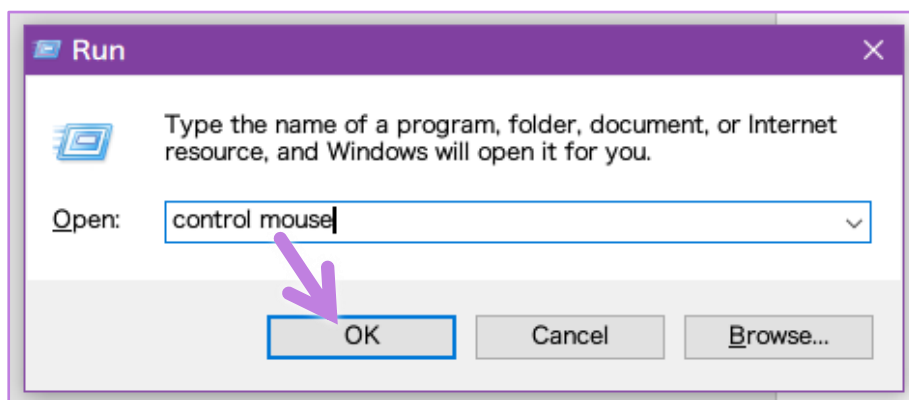 Run
Type the name of a program, folder, document, or Internet
resource, and Windows will open it for you.
Open: control mouse
OK Cancel Browse...